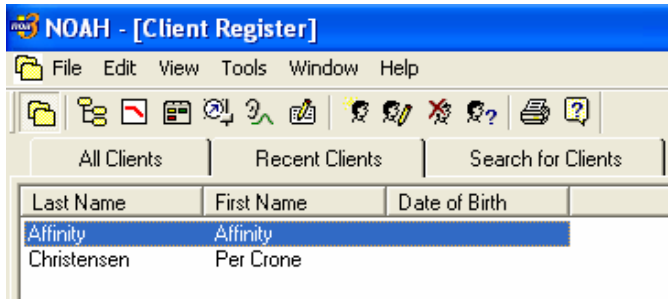 NOAH - [Client Register]
File Edit View Tools Window Help
All Clients Recent Clients Search for Clients
Last Name First Name Date of Birth
Affinity Affinity
Christensen Per Crone